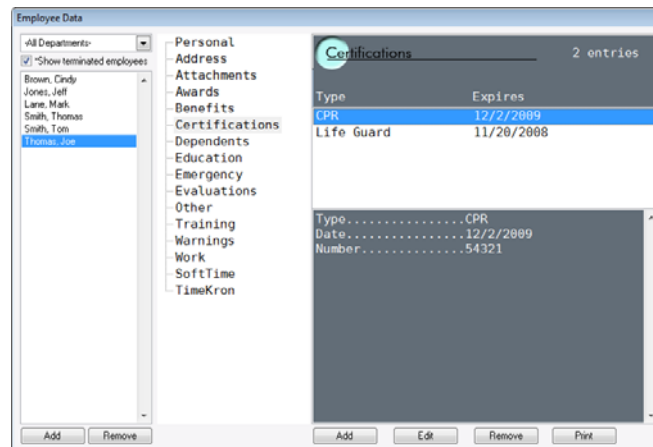 Employee Data
-All Departments-
*Show terminated employees
Brown, Cindy
Jones, Jeff
Lane, Mark
Smith, Thomas
Smith, Tom
Thomas, Joe
Add
Remove
Personal
Address
Attachments
Awards
Benefits
Certifications
Dependents
Education
Emergency
Evaluations
Other
Training
Warnings
Work
SoftTime
TimeKron
Certifications 2 entries
Type Expires
CPR 12/2/2009
Life Guard 11/20/2008
Type................CPR
Date................12/2/2009
Number..............54321
Add
Edit
Remove
Print